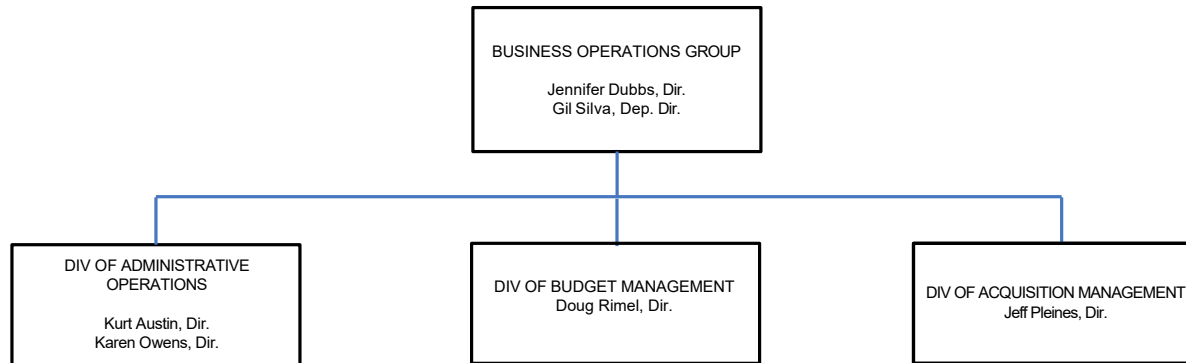 BUSINESS OPERATIONS GROUP
Jennifer Dubbs, Dir.
Gil Silva, Dep. Dir.
DIV OF ADMINISTRATIVE
OPERATIONS
Kurt Austin, Dir.
Karen Owens, Dir.
DIV OF BUDGET MANAGEMENT
Doug Rimel, Dir.
DIV OF ACQUISITION MANAGEMENT
Jeff Pleines, Dir.